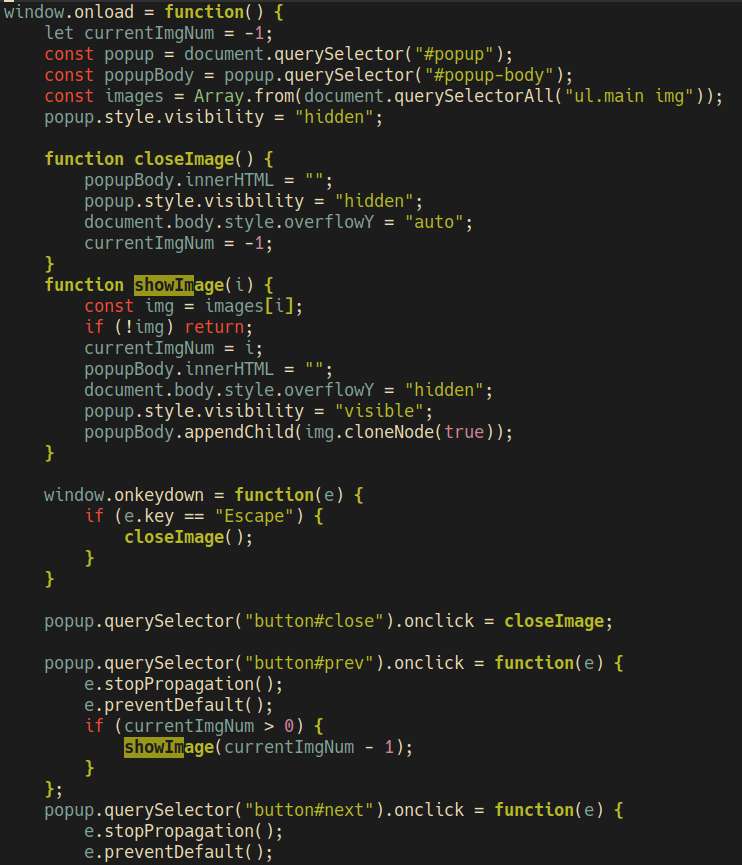 window.onload = function() {
let currentImgNum = -1;
const popup = document.querySelector("#popup");
const popupBody = popup.querySelector("#popup-body");
const images = Array.from(document.querySelectorAll("ul.main img"));
popup.style.visibility = "hidden";
function closeImage() {
popupBody.innerHTML = "";
popup.style.visibility = "hidden";
document.body.style.overflowY = "auto";
currentImgNum = -1;
}
function showImage(i) {
const img = images[i];
if (!img) return;
currentImgNum = i;
popupBody.innerHTML = "";
document.body.style.overflowY = "hidden";
popup.style.visibility = "visible";
popupBody.appendChild(img.cloneNode(true));
}
window.onkeydown = function(e) {
if (e.key == "Escape") {
closeImage();
}
}
popup.querySelector("button#close").onclick = closeImage;
popup.querySelector("button#prev").onclick = function(e) {
e.stopPropagation();
e.preventDefault();
if (currentImgNum > 0) {
showImage(currentImgNum - 1);
}
};
popup.querySelector("button#next").onclick = function(e) {
e.stopPropagation();
e.preventDefault();